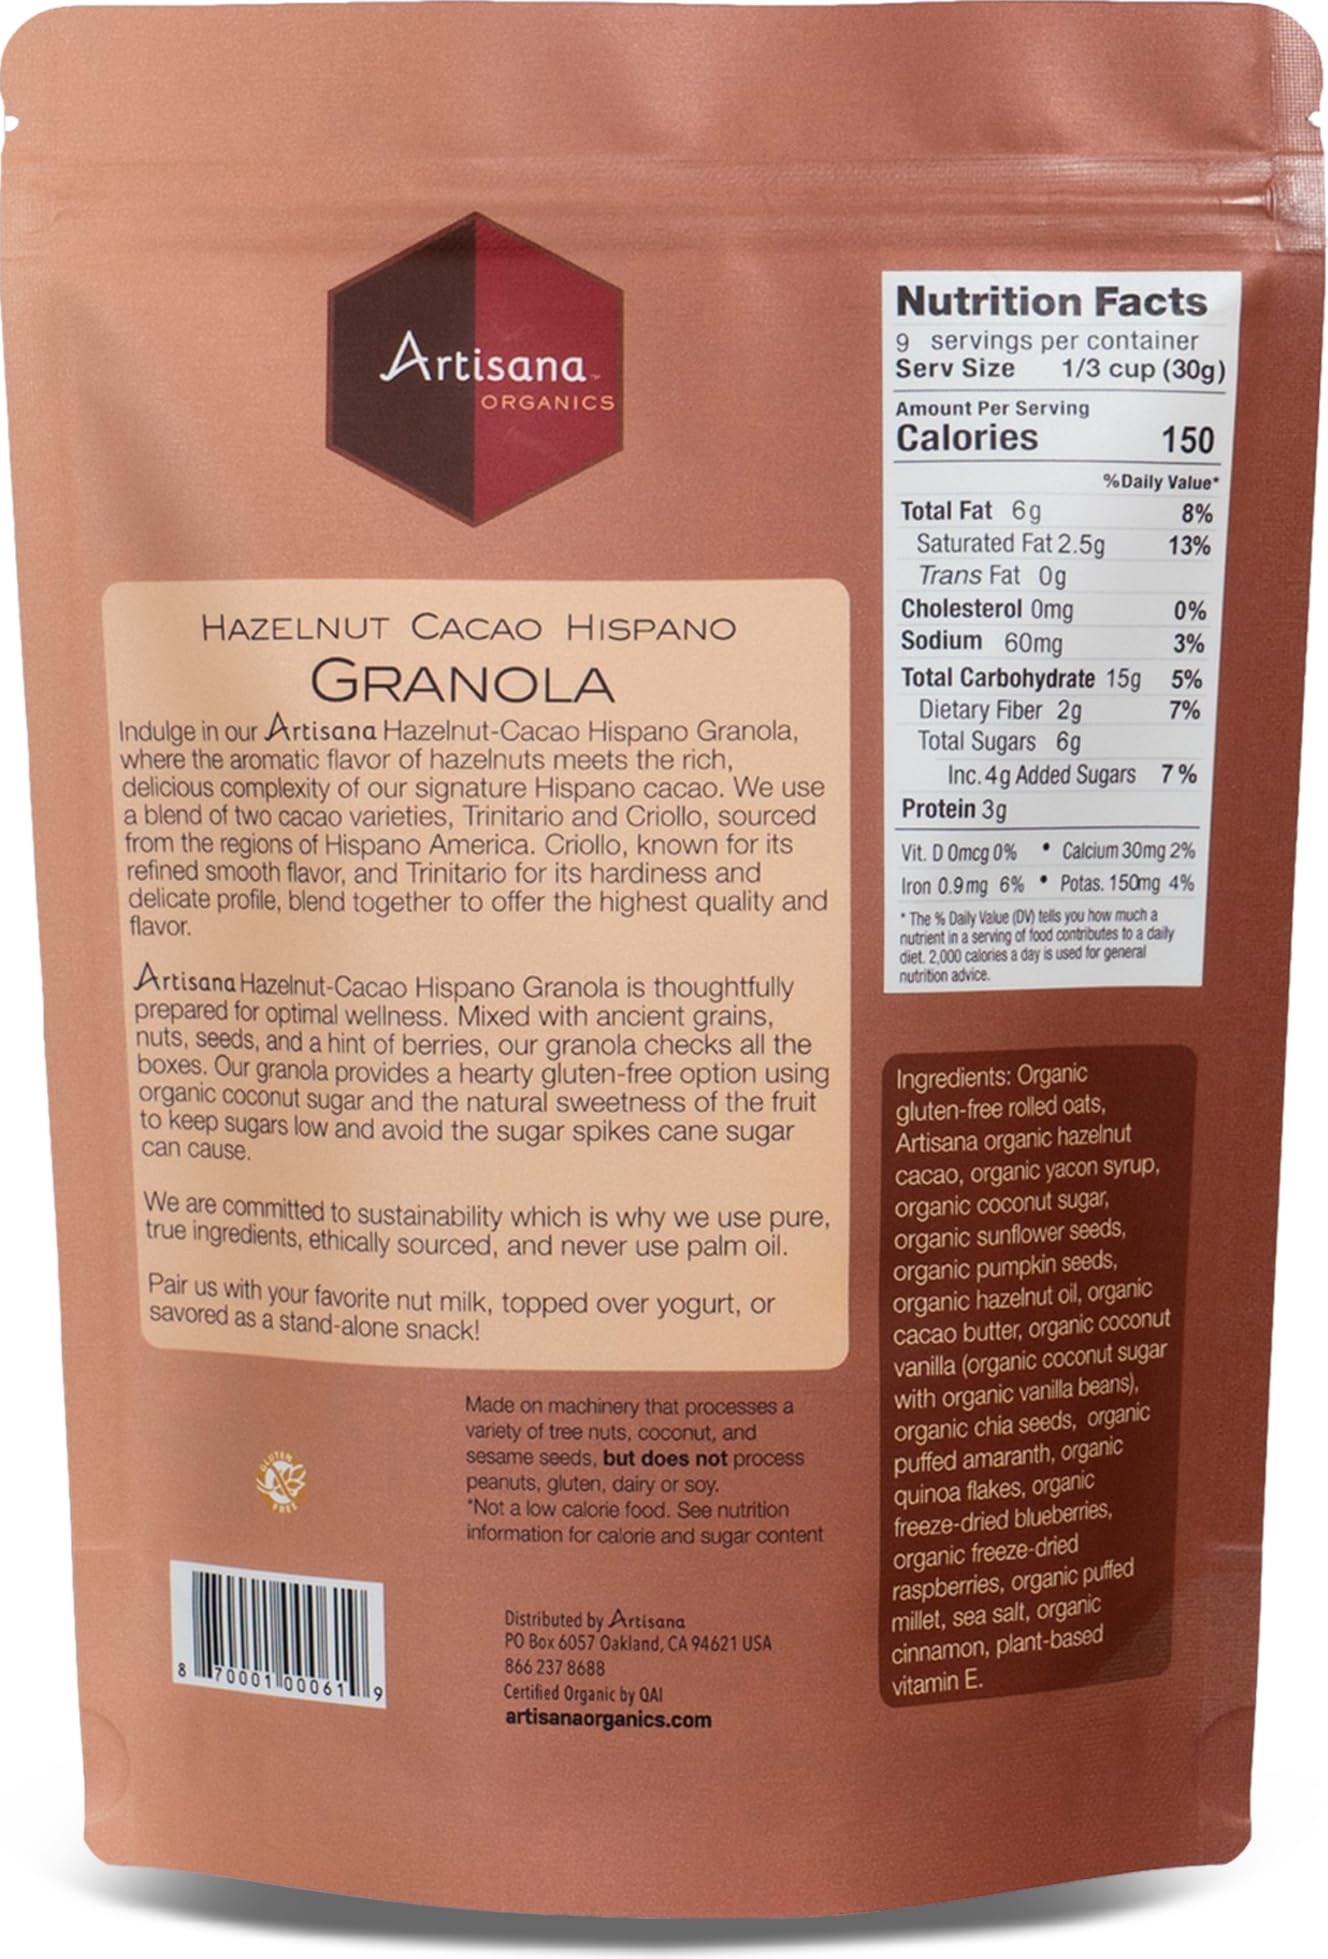 Artisana™
ORGANICS
HAZELNUT CACAO HISPANO
GRANOLA
Indulge in our Artisana Hazelnut-Cacao Hispano Granola,
where the aromatic flavor of hazelnuts meets the rich,
delicious complexity of our signature Hispano cacao. We use
a blend of two cacao varieties, Trinitario and Criollo, sourced
from the regions of Hispano America. Criollo, known for its
refined smooth flavor, and Trinitario for its hardiness and
delicate profile, blend together to offer the highest quality and
flavor.
Artisana Hazelnut-Cacao Hispano Granola is thoughtfully
prepared for optimal wellness. Mixed with ancient grains,
nuts, seeds, and a hint of berries, our granola checks all the
boxes. Our granola provides a hearty gluten-free option using
organic coconut sugar and the natural sweetness of the fruit
to keep sugars low and avoid the sugar spikes cane sugar
can cause.
We are committed to sustainability which is why we use pure,
true ingredients, ethically sourced, and never use palm oil.
Pair us with your favorite nut milk, topped over yogurt, or
savored as a stand-alone snack!
Made on machinery that processes a
variety of tree nuts, coconut, and
sesame seeds, but does not process
peanuts, gluten, dairy or soy.
*Not a low calorie food. See nutrition
information for calorie and sugar content
GLUTEN
FREE
8 70001 00061 9
Distributed by Artisana
PO Box 6057 Oakland, CA 94621 USA
866 237 8688
Certified Organic by QAI
artisanaorganics.com
Nutrition Facts
9 servings per container
Serv Size 1/3 cup (30g)
Amount Per Serving
Calories 150
%Daily Value*
Total Fat 6g 8%
Saturated Fat 2.5g 13%
Trans Fat 0g
Cholesterol 0mg 0%
Sodium 60mg 3%
Total Carbohydrate 15g 5%
Dietary Fiber 2g 7%
Total Sugars 6g
Inc. 4g Added Sugars 7%
Protein 3g
Vit. D 0mcg 0% • Calcium 30mg 2%
Iron 0.9mg 6% • Potas. 150mg 4%
* The % Daily Value (DV) tells you how much a
nutrient in a serving of food contributes to a daily
diet. 2,000 calories a day is used for general
nutrition advice.
Ingredients: Organic
gluten-free rolled oats,
Artisana organic hazelnut
cacao, organic yacon syrup,
organic coconut sugar,
organic sunflower seeds,
organic pumpkin seeds,
organic hazelnut oil, organic
cacao butter, organic coconut
vanilla (organic coconut sugar
with organic vanilla beans),
organic chia seeds, organic
puffed amaranth, organic
quinoa flakes, organic
freeze-dried blueberries,
organic freeze-dried
raspberries, organic puffed
millet, sea salt, organic
cinnamon, plant-based
vitamin E.